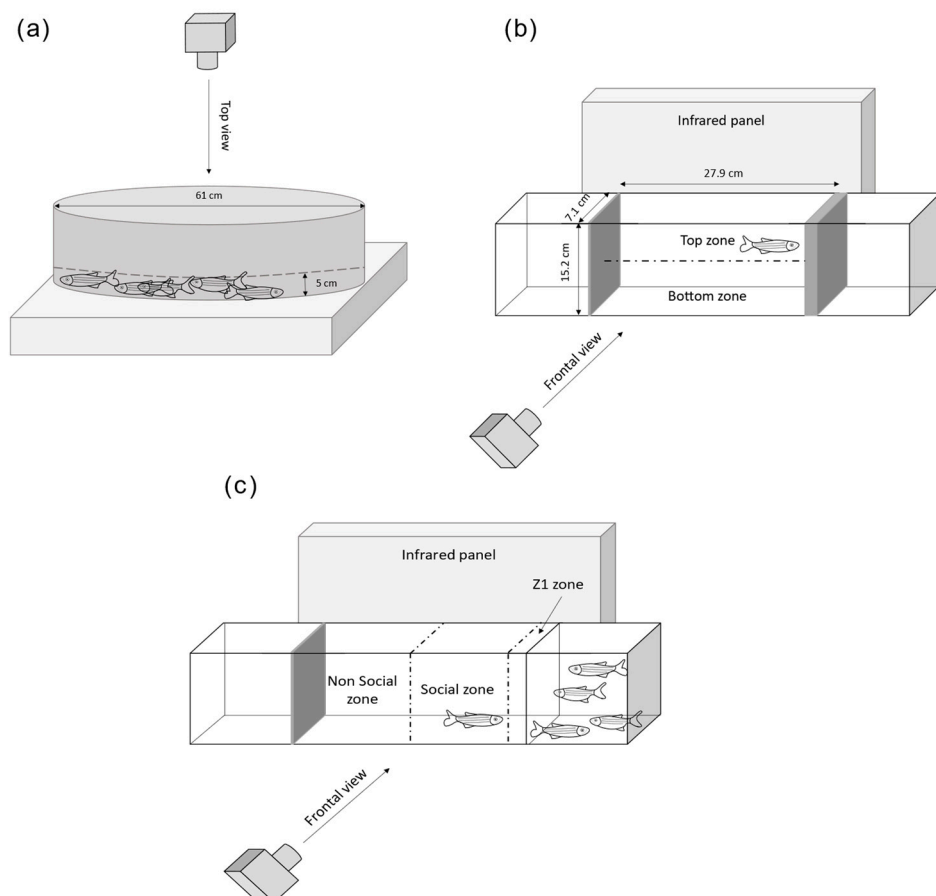 (a)
Top view
61 cm
5 cm
(b)
Infrared panel
27.9 cm
7.1 cm
15.2 cm
Top zone
Bottom zone
Frontal view
(c)
Infrared panel
Z1 zone
Non Social
zone
Social zone
Frontal view